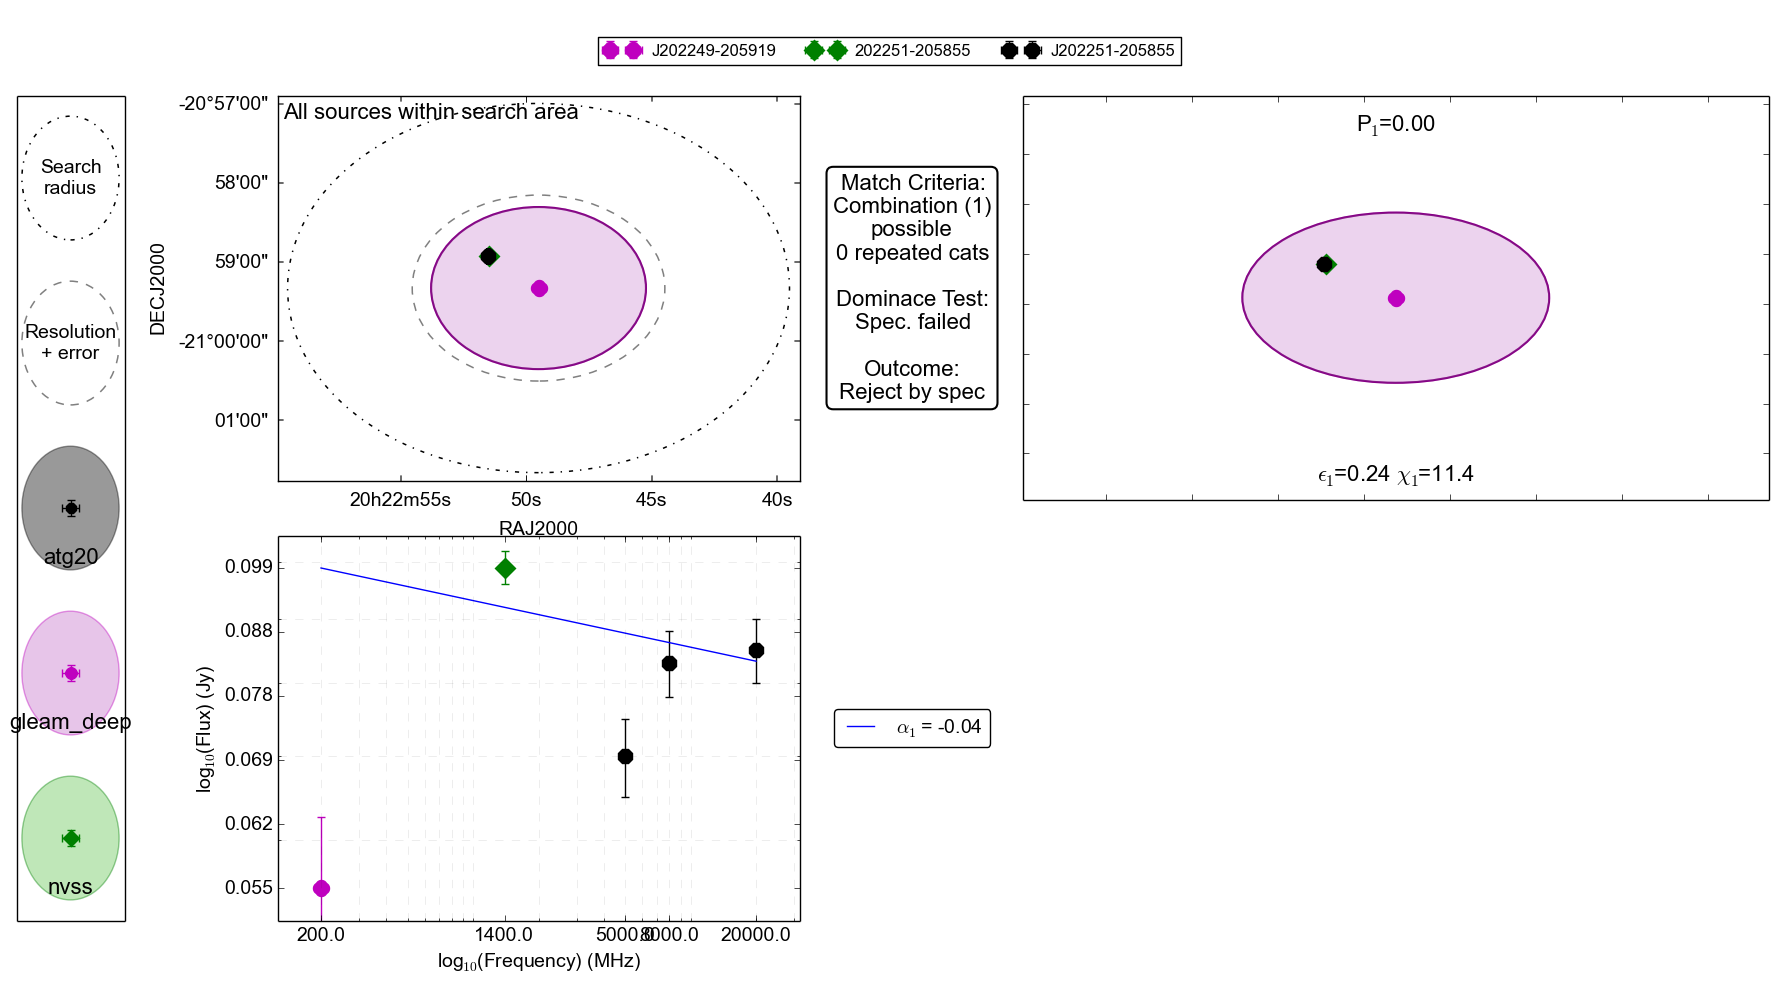 J202249-205919 202251-205855 J202251-205855
Search
radius
Resolution
+ error
atg20
gleam_deep
nvss
All sources within search area
-20°57'00"
58'00"
59'00"
-21°00'00"
01'00"
DECJ2000
20h22m55s 50s 45s 40s
RAJ2000
Match Criteria:
Combination (1)
possible
0 repeated cats
Dominace Test:
Spec. failed
Outcome:
Reject by spec
P₁=0.00
ϵ₁=0.24 χ₁=11.4
0.099
0.088
0.078
0.069
0.062
0.055
log₁₀(Flux) (Jy)
200.0 1400.0 5000.0 8000.0 20000.0
log₁₀(Frequency) (MHz)
α₁ = -0.04